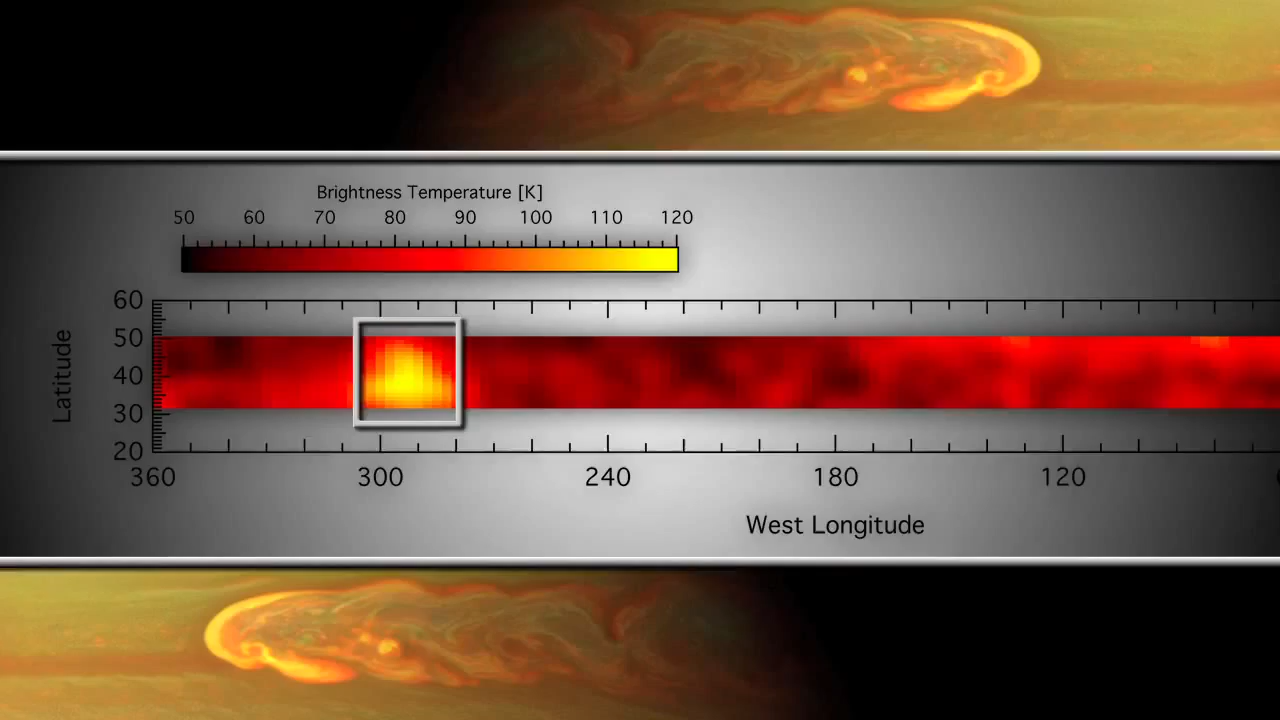 Brightness Temperature [K]
50 60 70 80 90 100 110 120
60
50
40
30
20
Latitude
360 300 240 180 120
West Longitude